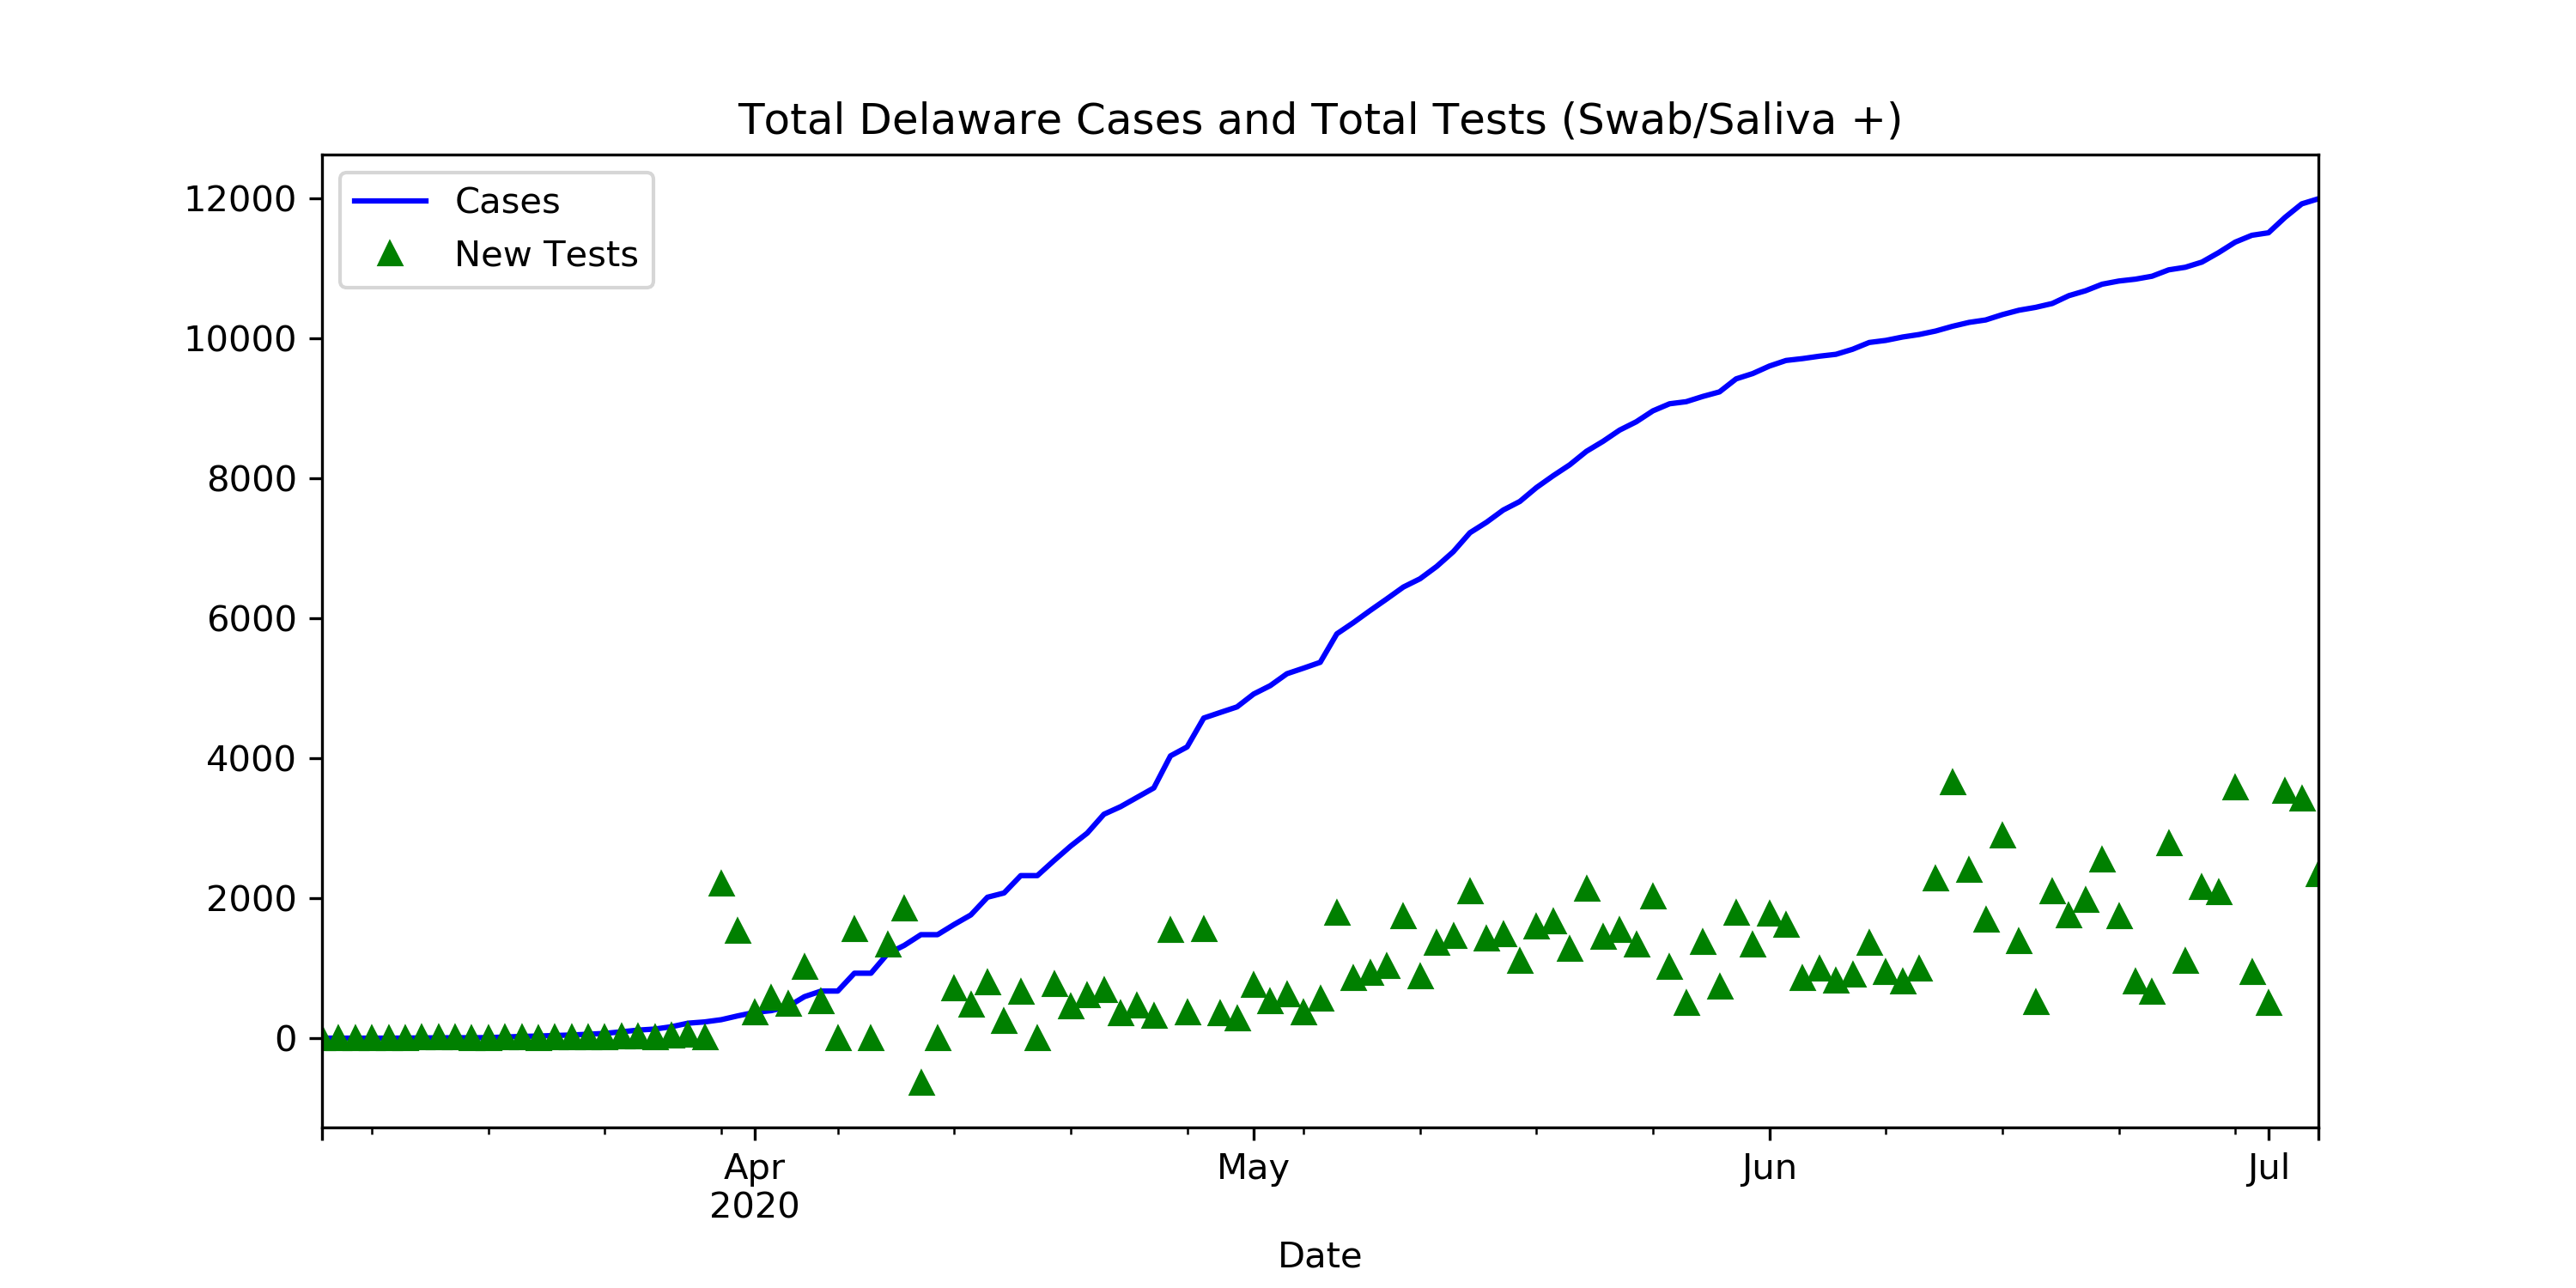 Total Delaware Cases and Total Tests (Swab/Saliva +)
Cases
New Tests
12000
10000
8000
6000
4000
2000
0
Apr May Jun Jul
2020
Date